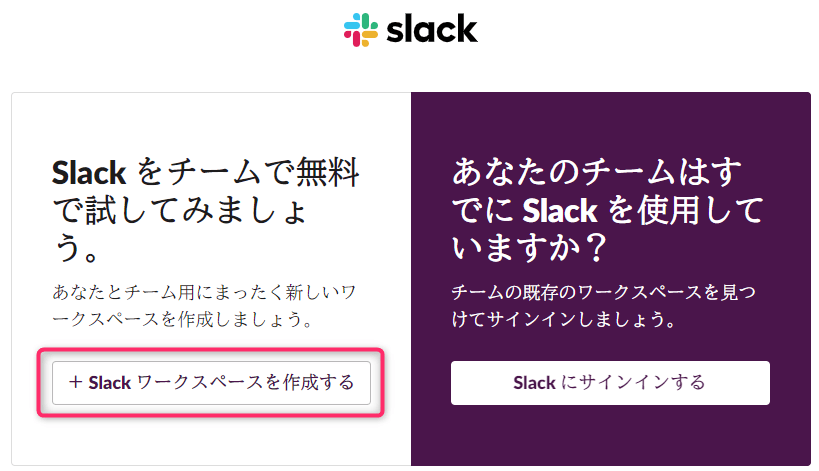 slack
Slack をチームで無料
で試してみましょ
う。
あなたとチーム用にまったく新しいワ
ークスペースを作成しましょう。
＋ Slack ワークスペースを作成する
あなたのチームはす
でに Slack を使用して
いますか？
チームの既存のワークスペースを見つ
けてサインインしましょう。
Slack にサインインする